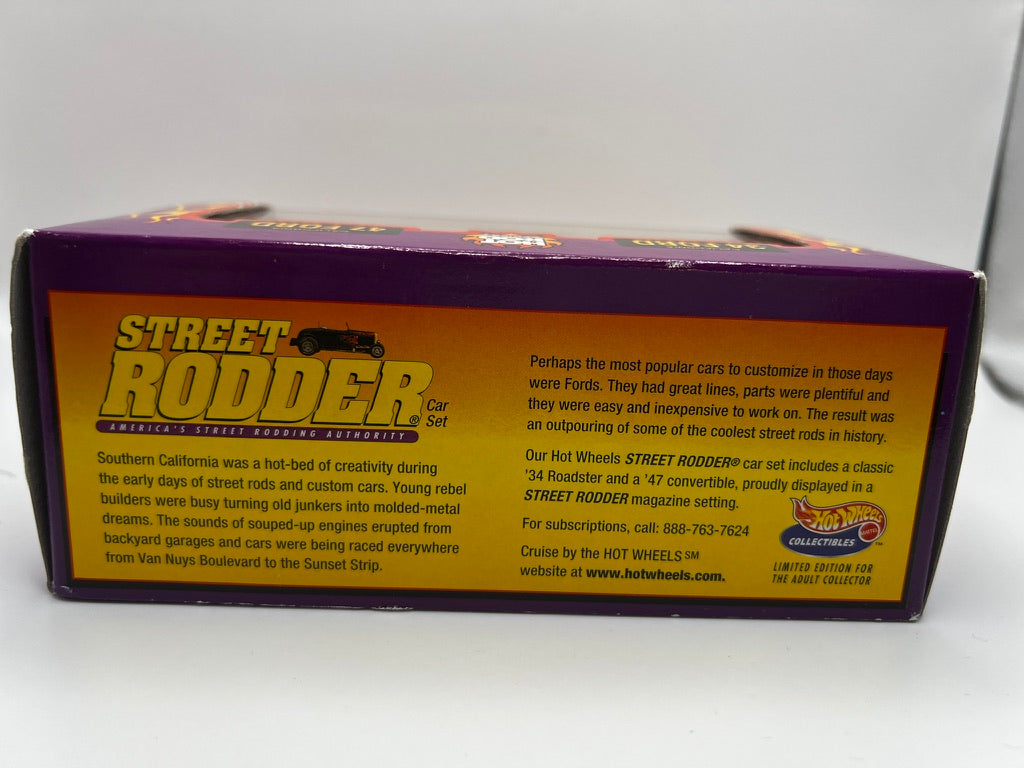 47 FORD
34 FORD
STREET
RODDER®
Car
Set
AMERICA'S STREET RODDING AUTHORITY
Southern California was a hot-bed of creativity during
the early days of street rods and custom cars. Young rebel
builders were busy turning old junkers into molded-metal
dreams. The sounds of souped-up engines erupted from
backyard garages and cars were being raced everywhere
from Van Nuys Boulevard to the Sunset Strip.
Perhaps the most popular cars to customize in those days
were Fords. They had great lines, parts were plentiful and
they were easy and inexpensive to work on. The result was
an outpouring of some of the coolest street rods in history.
Our Hot Wheels STREET RODDER® car set includes a classic
'34 Roadster and a '47 convertible, proudly displayed in a
STREET RODDER magazine setting.
For subscriptions, call: 888-763-7624
Cruise by the HOT WHEELS℠
website at www.hotwheels.com.
HOT WHEELS
MATTEL
COLLECTIBLES™
LIMITED EDITION FOR
THE ADULT COLLECTOR